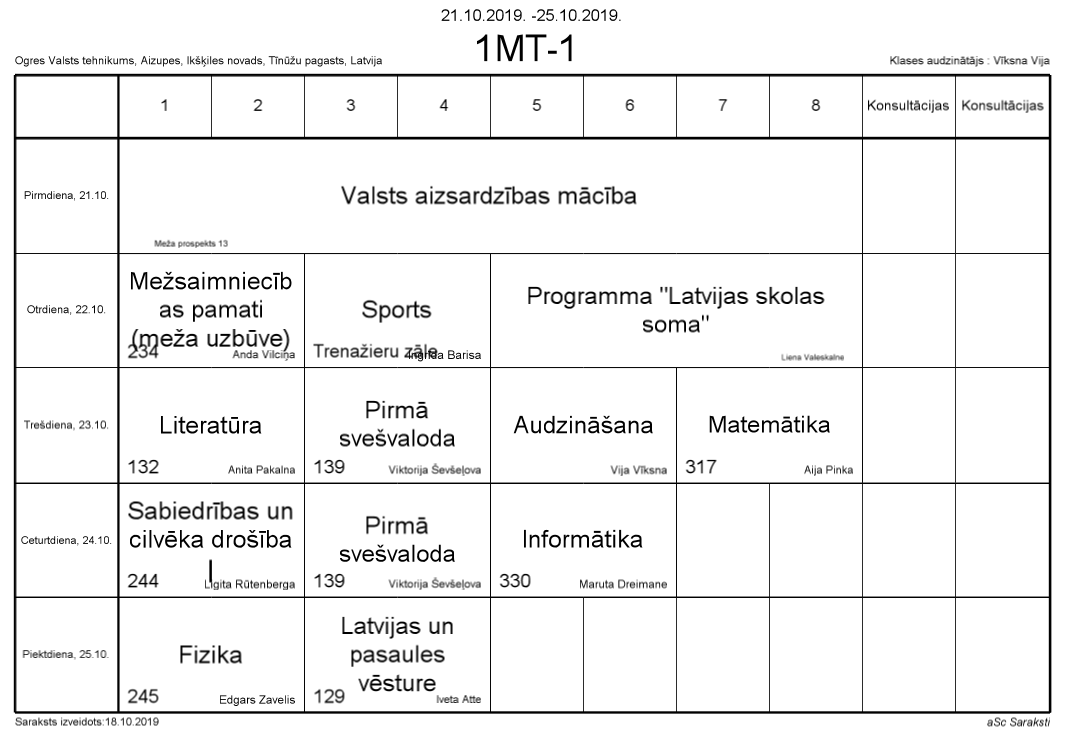 21.10.2019. -25.10.2019.
1MT-1
Ogres Valsts tehnikums, Aizupes, Ikšķiles novads, Tīnūžu pagasts, Latvija
Klases audzinātājs : Vīksna Vija
1 2 3 4 5 6 7 8 Konsultācijas Konsultācijas
Pirmdiena, 21.10.
Valsts aizsardzības mācība
Meža prospekts 13
Otrdiena, 22.10.
Mežsaimniecīb
as pamati
(meža uzbūve)
234 Anda Vilciņa
Sports
Trenažieru zāle Ingrīda Barisa
Programma "Latvijas skolas
soma"
Liena Valeskalne
Trešdiena, 23.10.
Literatūra
132 Anita Pakalna
Pirmā
svešvaloda
139 Viktorija Ševšeļova
Audzināšana
Vija Vīksna
Matemātika
317 Aija Pinka
Ceturtdiena, 24.10.
Sabiedrības un
cilvēka drošība
I
244 Ligita Rūtenberga
Pirmā
svešvaloda
139 Viktorija Ševšeļova
Informātika
330 Maruta Dreimane
Piektdiena, 25.10.
Fizika
245 Edgars Zavelis
Latvijas un
pasaules
vēsture
129 Iveta Atte
Saraksts izveidots:18.10.2019
aSc Saraksti